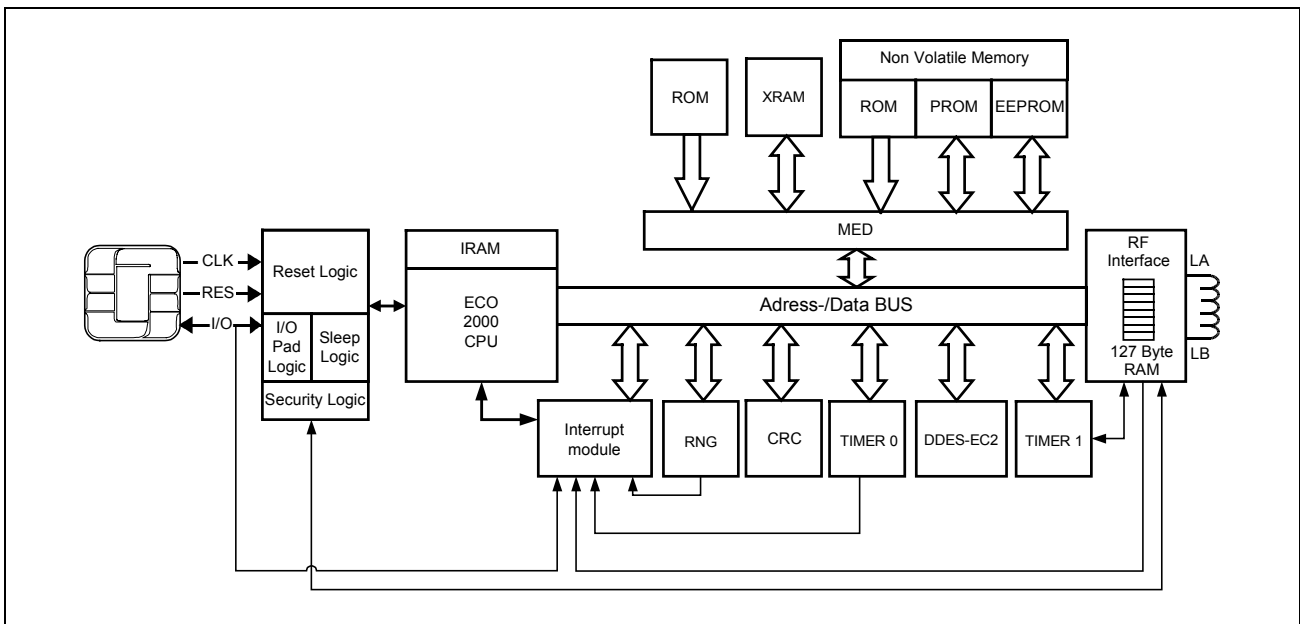 Non Volatile Memory
ROM
XRAM
ROM
PROM
EEPROM
MED
CLK
RES
I/O
Reset Logic
I/O
Pad
Logic
Sleep
Logic
Security Logic
IRAM
ECO
2000
CPU
Adress-/Data BUS
RF
Interface
127 Byte
RAM
LA
LB
Interrupt
module
RNG
CRC
TIMER 0
DDES-EC2
TIMER 1